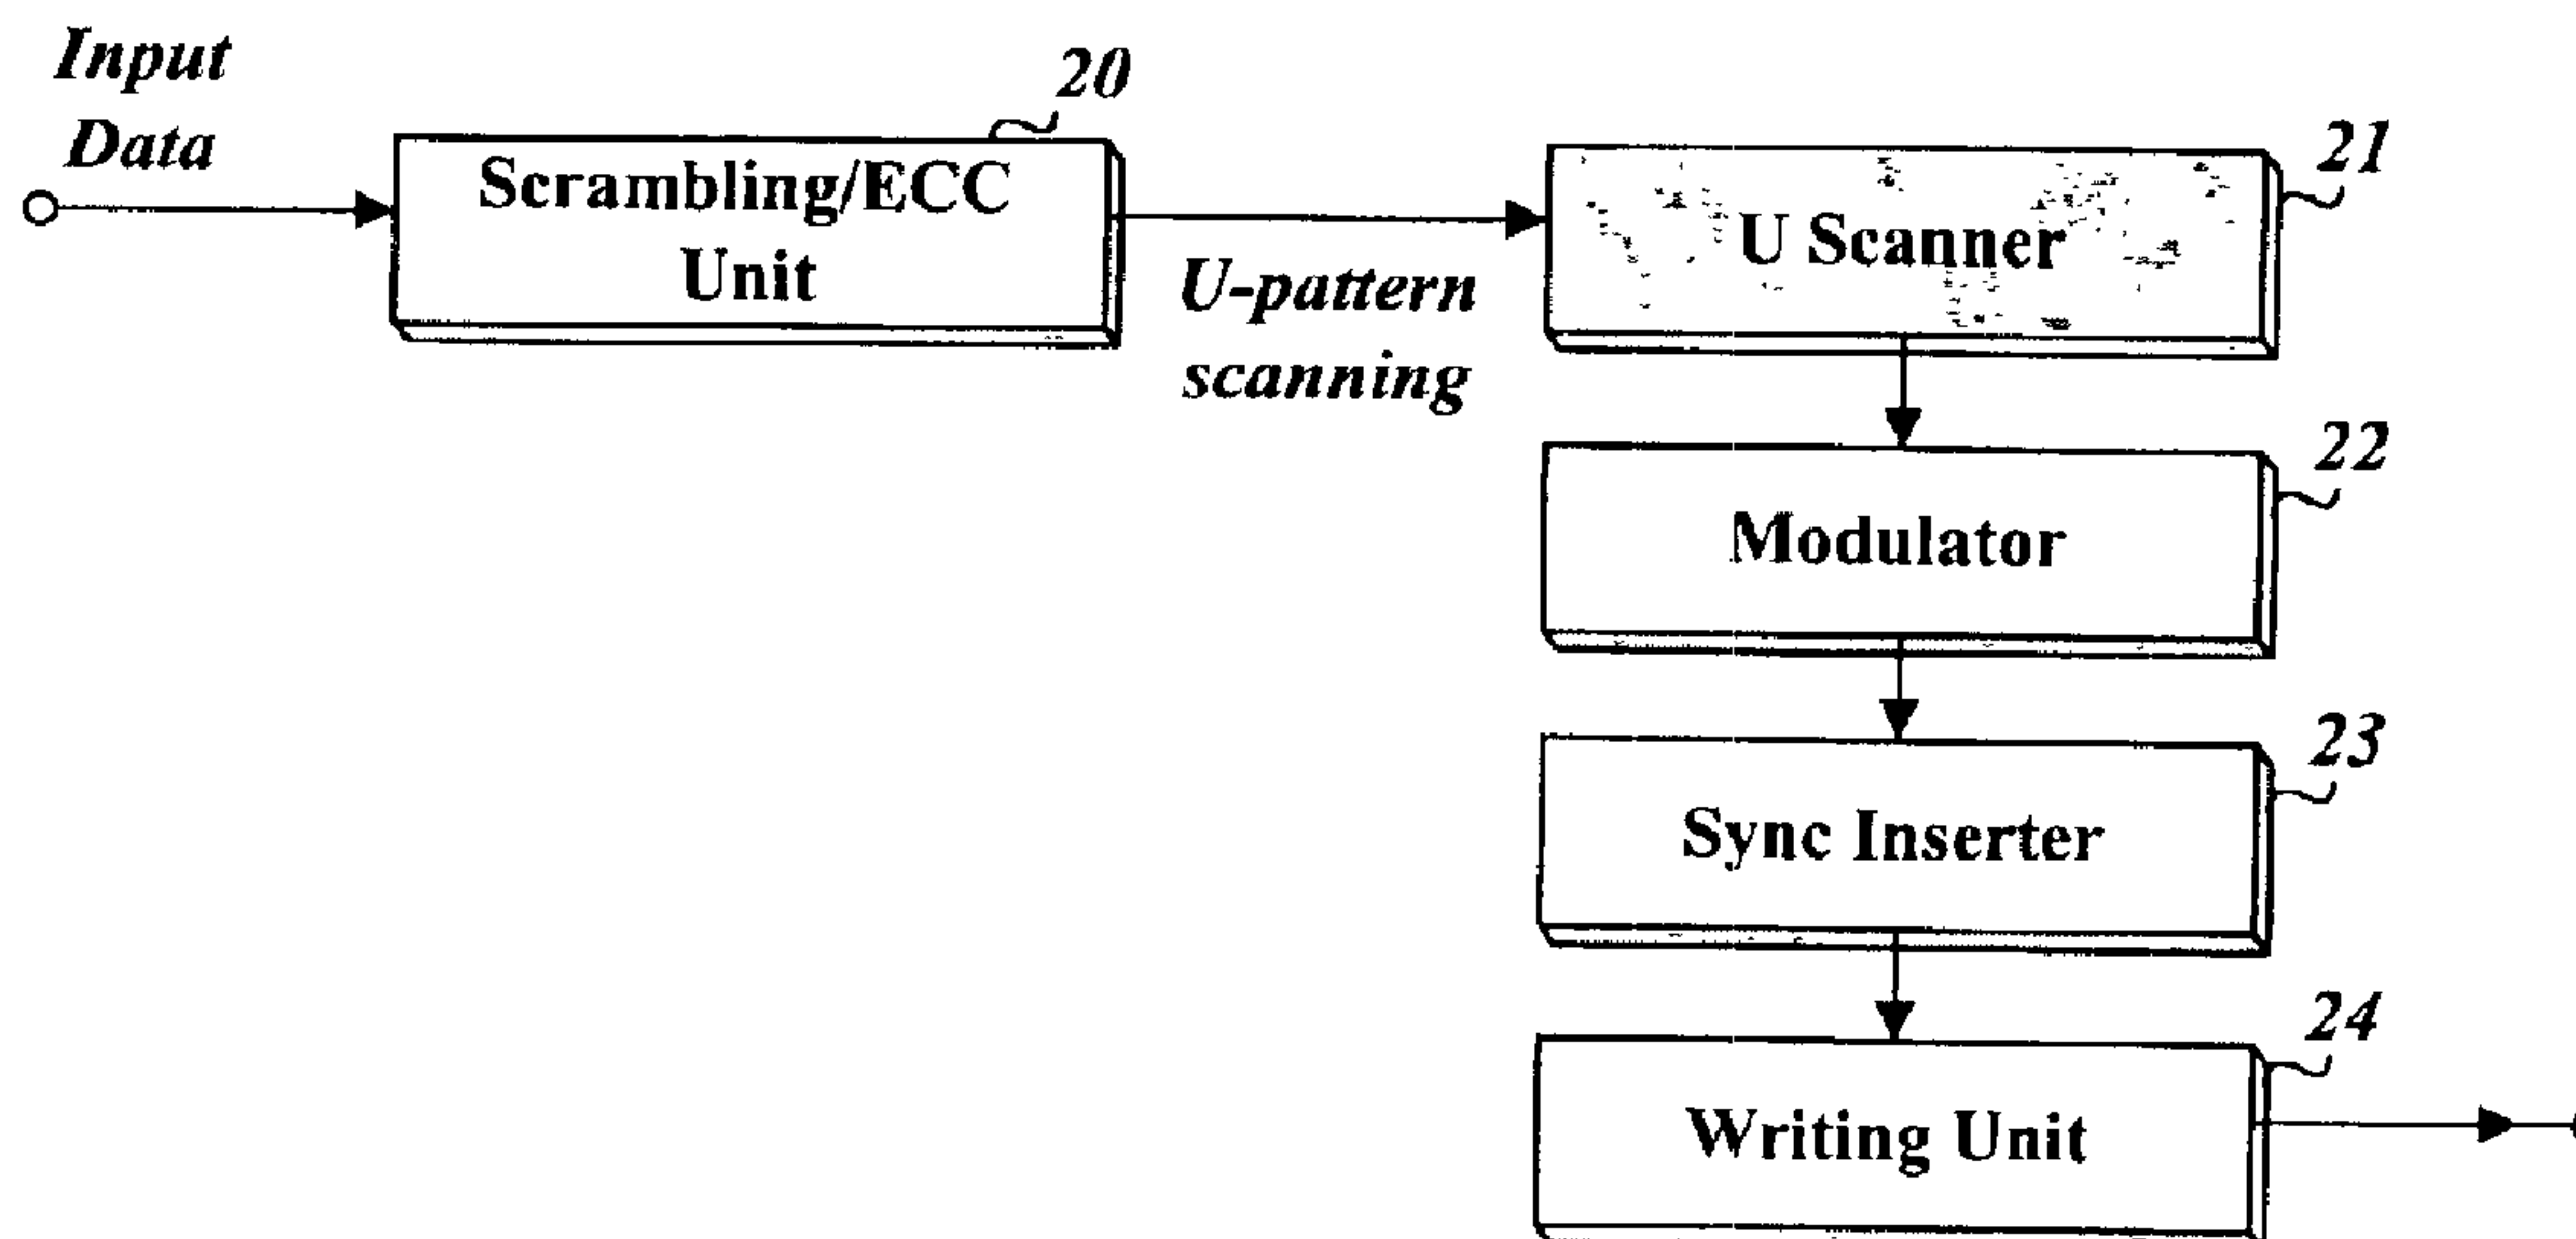 Input
Data
20
Scrambling/ECC
Unit
U-pattern
scanning
21
U Scanner
22
Modulator
23
Sync Inserter
24
Writing Unit